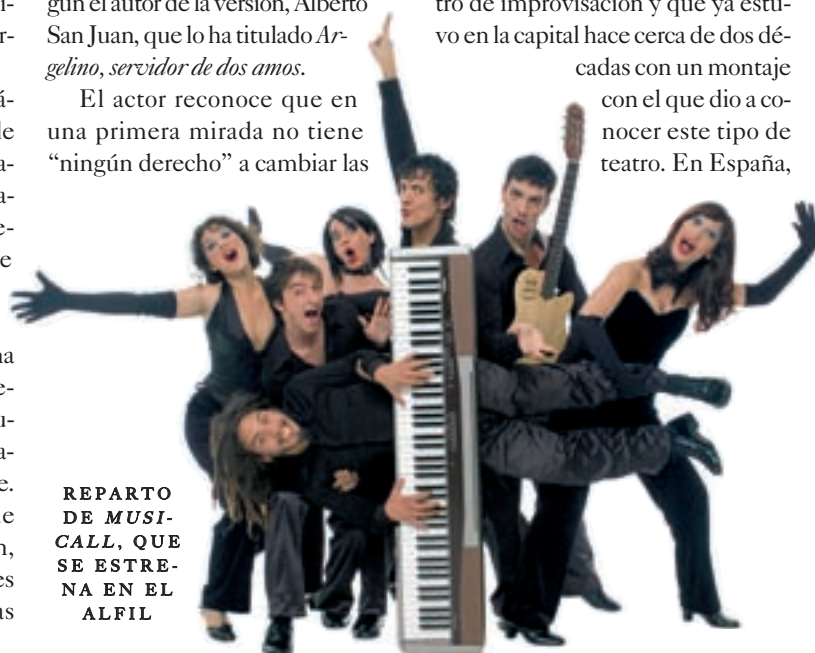 gún el autor de la versión, Alberto
San Juan, que lo ha titulado Ar-
gelino, servidor de dos amos.
El actor reconoce que en
una primera mirada no tiene
“ningún derecho” a cambiar las
tro de improvisación y que ya estu-
vo en la capital hace cerca de dos dé-
cadas con un montaje
con el que dio a co-
nocer este tipo de
teatro. En España,
REPARTO
DE MUSI-
CALL, QUE
SE ESTRE-
NA EN EL
ALFIL